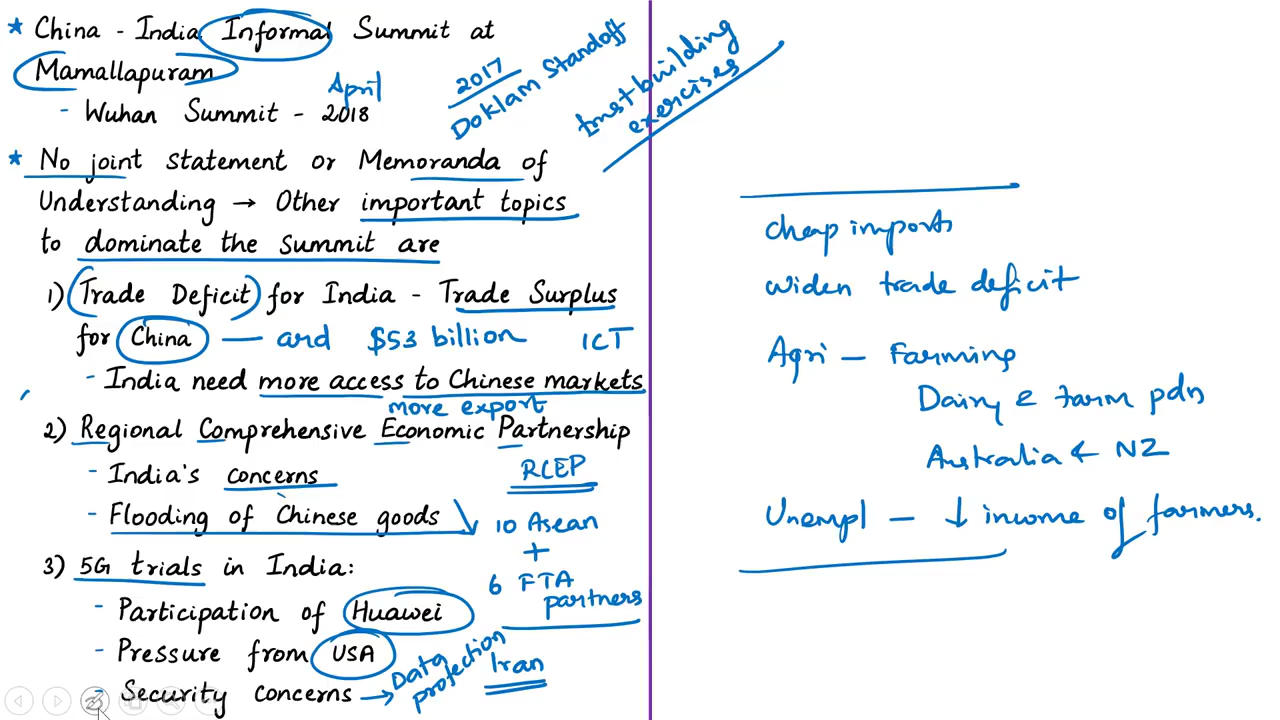 * China - India Informal Summit at
Mamallapuram
- Wuhan Summit - 2018
April
2017
Doklam Standoff
trust building
exercises
* No joint statement or Memoranda of
Understanding → Other important topics
to dominate the summit are
1) Trade Deficit for India - Trade Surplus
for China — and $53 billion ICT
- India need more access to Chinese markets
more export
2) Regional Comprehensive Economic Partnership
- India's concerns
RCEP
- Flooding of Chinese goods
10 Asean
+
6 FTA
partners
3) 5G trials in India:
- Participation of Huawei
- Pressure from USA
- Security concerns → Data
protection
Iran
cheap imports
widen trade deficit
Agri - Farming
Dairy & farm pdn
Australia & NZ
Unempl - ↓ income of farmers.